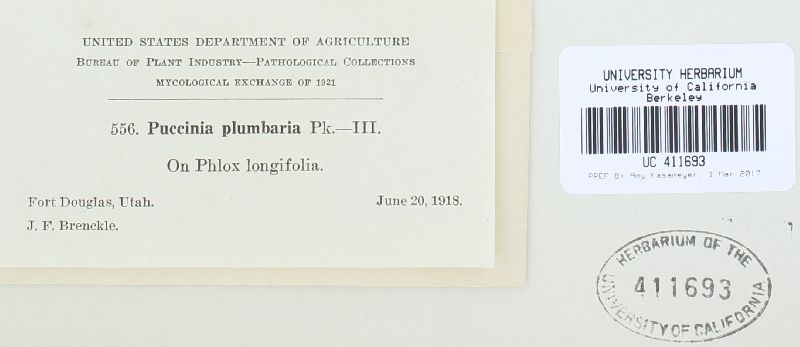 UNITED STATES DEPARTMENT OF AGRICULTURE
BUREAU OF PLANT INDUSTRY—PATHOLOGICAL COLLECTIONS
MYCOLOGICAL EXCHANGE OF 1921
556. Puccinia plumbaria Pk.—III.
On Phlox longifolia.
Fort Douglas, Utah. June 20, 1918.
J. F. Brenckle.
UNIVERSITY HERBARIUM
University of California
Berkeley
UC 411693
PREP BY Amy Kasameyer, 1 Mar 2017
HERBARIUM OF THE
411693
UNIVERSITY OF CALIFORNIA